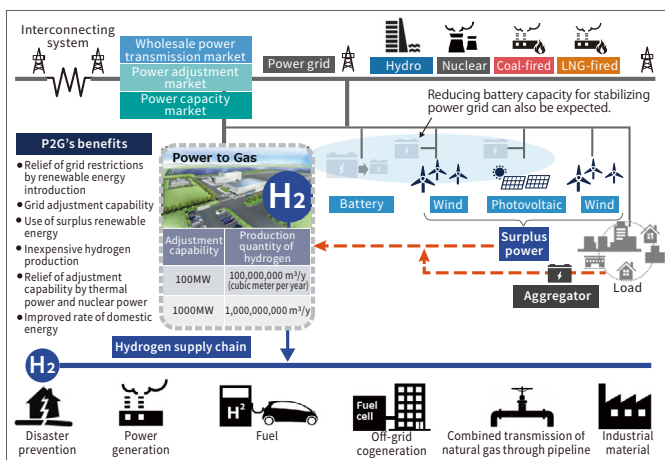 Interconnecting
system
Wholesale power
transmission market
Power adjustment
market
Power capacity
market
Power grid
Hydro
Nuclear
Coal-fired
LNG-fired
Reducing battery capacity for stabilizing
power grid can also be expected.
P2G's benefits
● Relief of grid restrictions
by renewable energy
introduction
● Grid adjustment capability
● Use of surplus renewable
energy
● Inexpensive hydrogen
production
● Relief of adjustment
capability by thermal
power and nuclear power
● Improved rate of domestic
energy
Power to Gas
H2
Adjustment
capability
Production
quantity of
hydrogen
100MW
100,000,000 m³/y
(cubic meter per year)
1000MW
1,000,000,000 m³/y
Battery
Wind
Photovoltaic
Wind
Surplus
power
Aggregator
Load
Hydrogen supply chain
H2
Disaster
prevention
Power
generation
H²
Fuel
Fuel
cell
Off-grid
cogeneration
Combined transmission of
natural gas through pipeline
Industrial
material